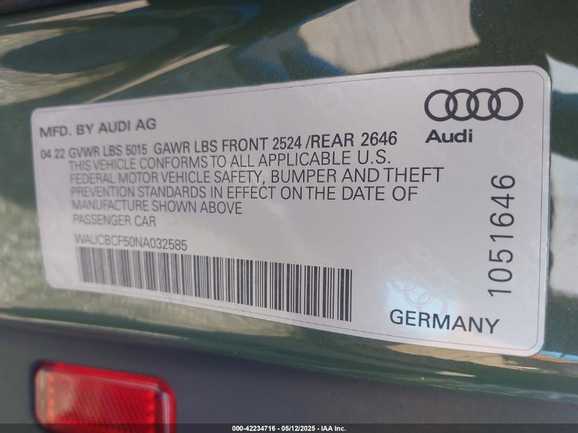 MFD. BY AUDI AG
04 22 GVWR LBS 5015 GAWR LBS FRONT 2524 /REAR 2646
THIS VEHICLE CONFORMS TO ALL APPLICABLE U.S.
FEDERAL MOTOR VEHICLE SAFETY, BUMPER AND THEFT
PREVENTION STANDARDS IN EFFECT ON THE DATE OF
MANUFACTURE SHOWN ABOVE
PASSENGER CAR
WAUCBCF50NA032585
Audi
1051646
GERMANY
000-42234716 - 05/12/2025 - IAA Inc.